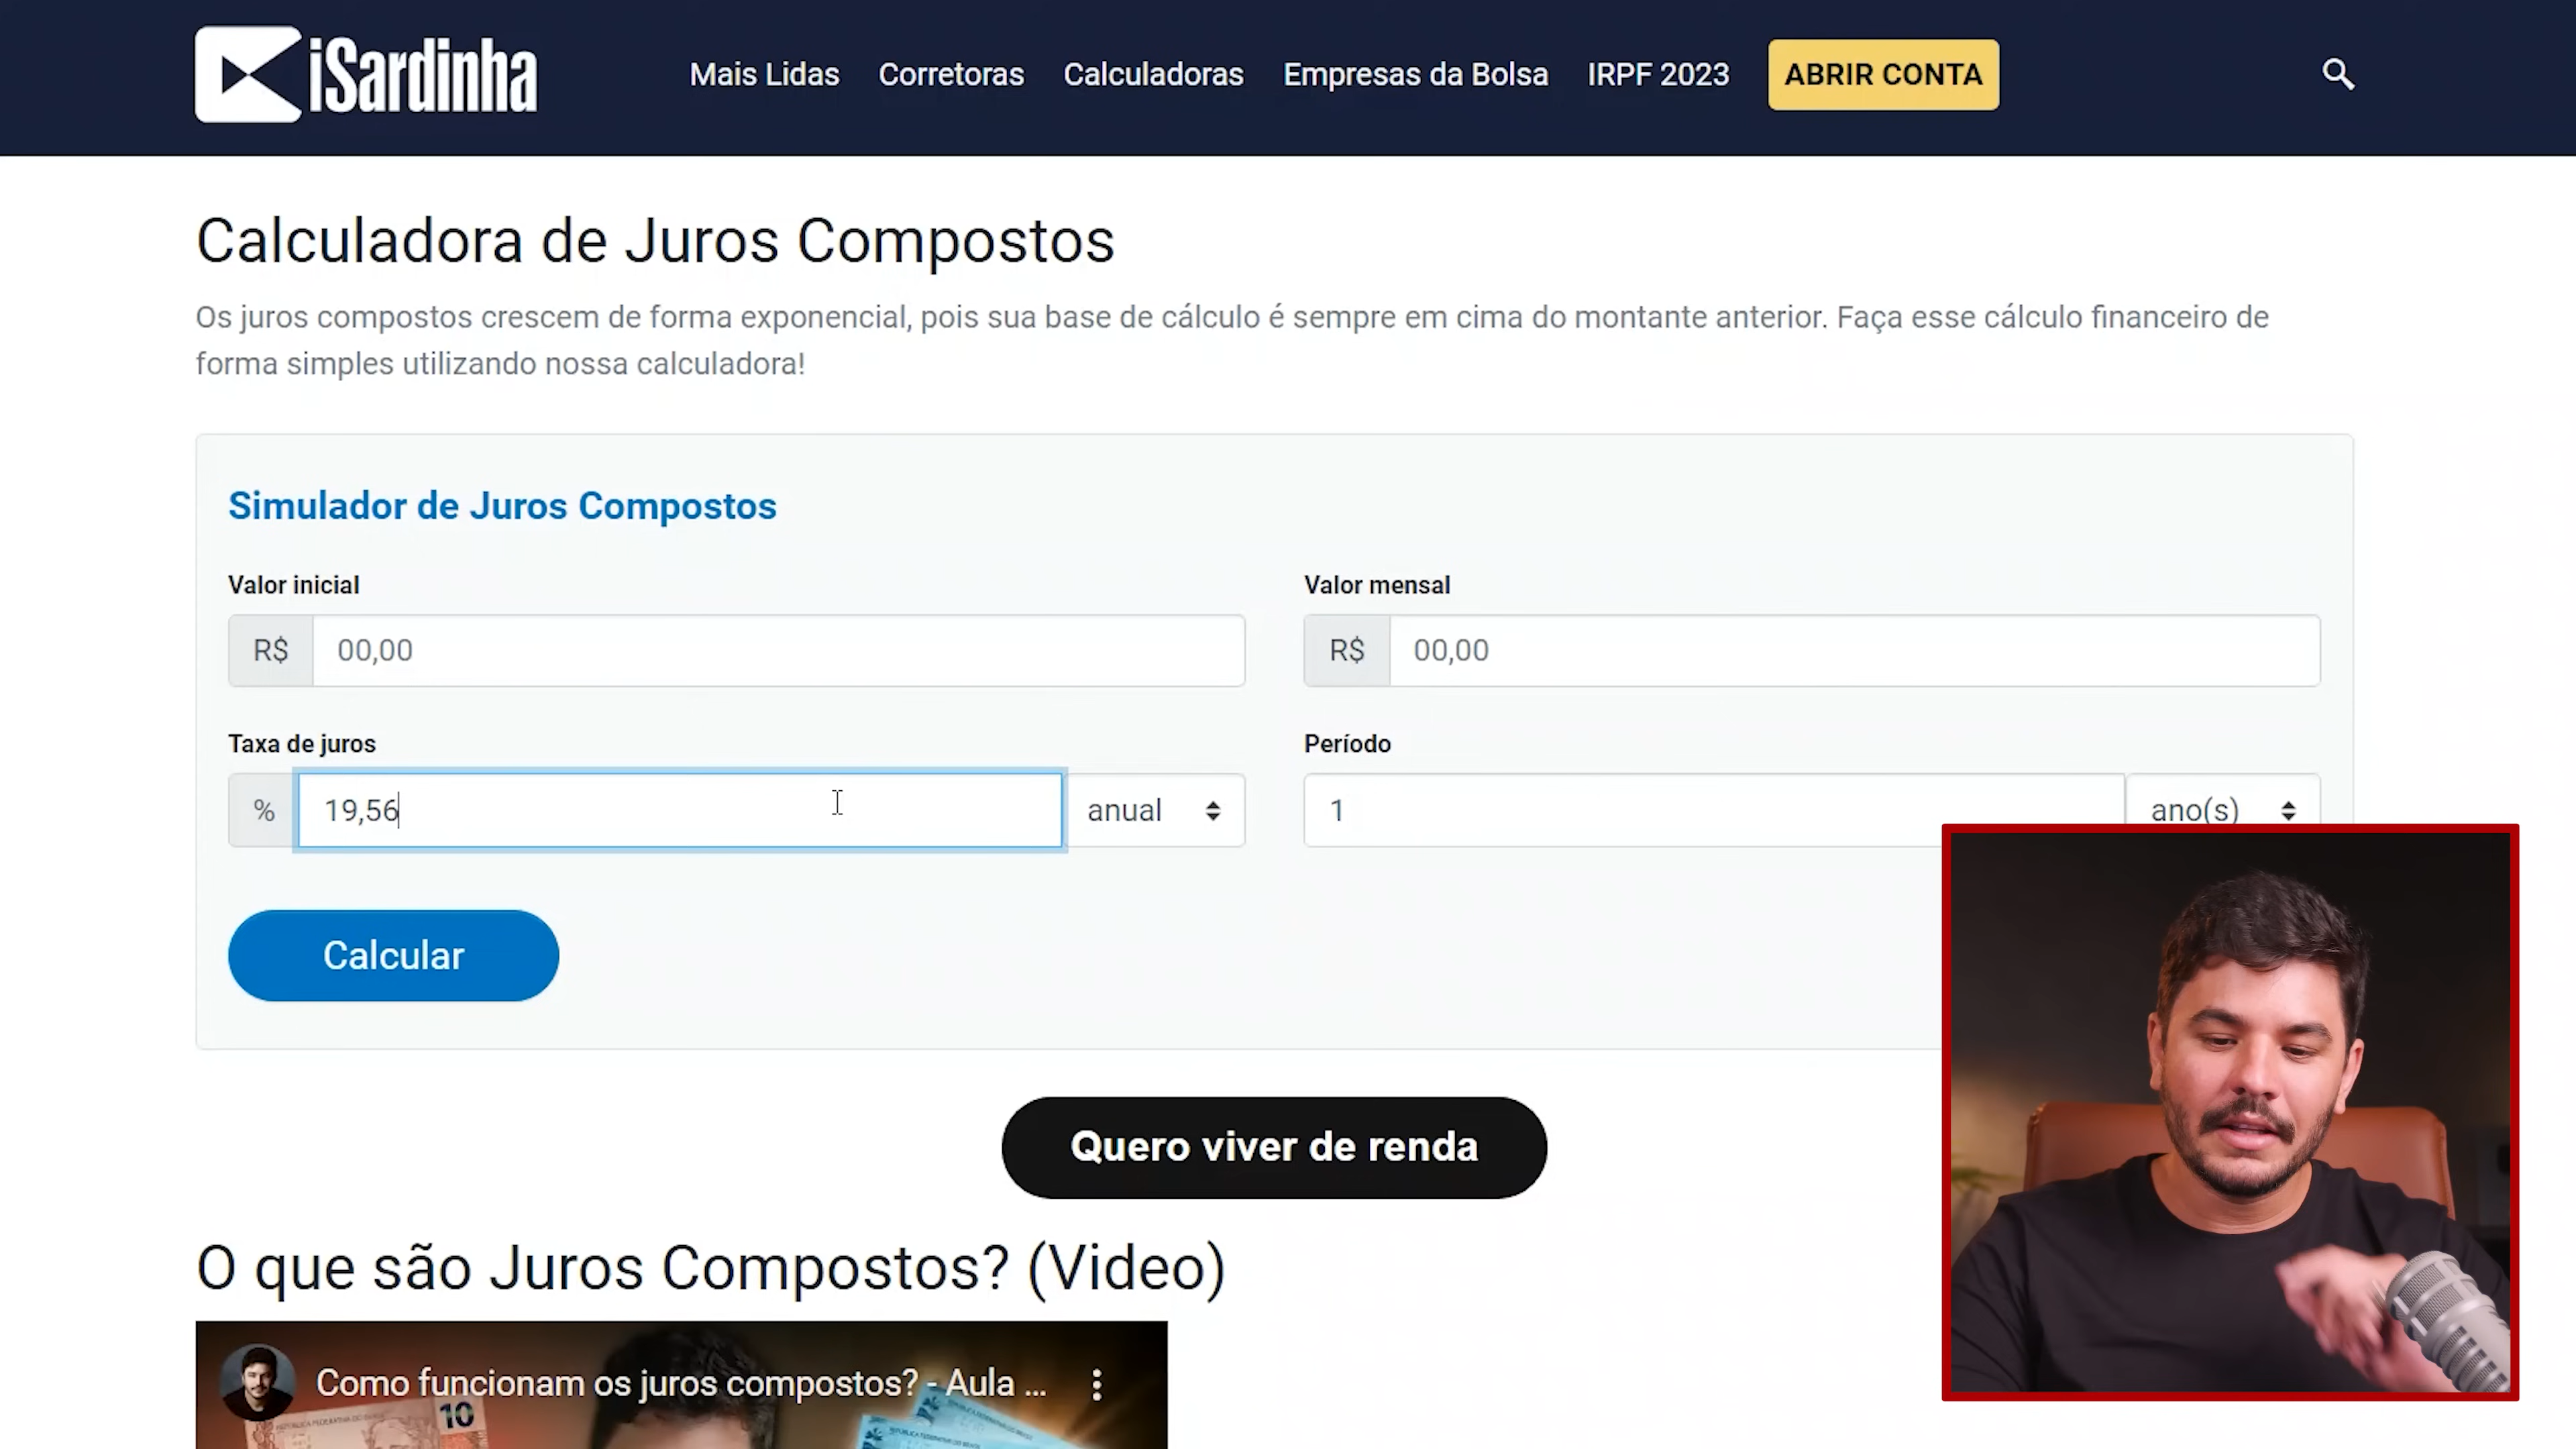 iSardinha
Mais Lidas
Corretoras
Calculadoras
Empresas da Bolsa
IRPF 2023
ABRIR CONTA
Calculadora de Juros Compostos
Os juros compostos crescem de forma exponencial, pois sua base de cálculo é sempre em cima do montante anterior. Faça esse cálculo financeiro de
forma simples utilizando nossa calculadora!
Simulador de Juros Compostos
Valor inicial
R$ 00,00
Valor mensal
R$ 00,00
Taxa de juros
% 19,56 anual
Período
1 ano(s)
Calcular
Quero viver de renda
O que são Juros Compostos? (Video)
Como funcionam os juros compostos? - Aula ...
10